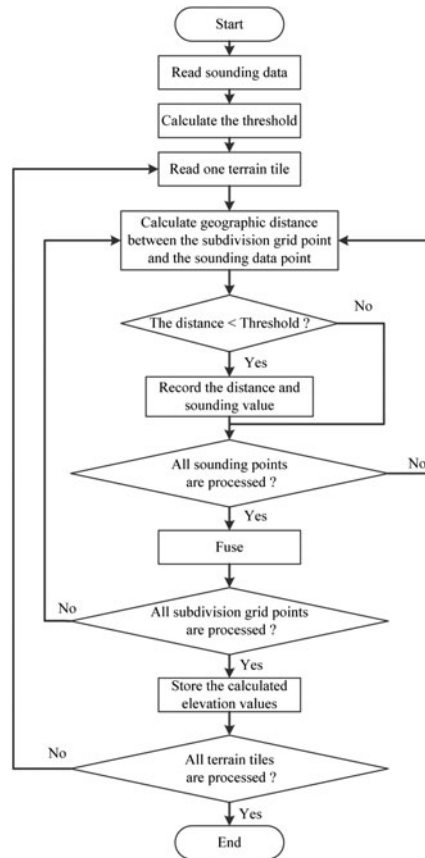 Start
Read sounding data
Calculate the threshold
Read one terrain tile
Calculate geographic distance
between the subdivision grid point
and the sounding data point
No
The distance < Threshold ?
Yes
Record the distance and
sounding value
All sounding points
are processed ?
No
Yes
Fuse
No
All subdivision grid points
are processed ?
Yes
Store the calculated
elevation values
No
All terrain tiles
are processed ?
Yes
End